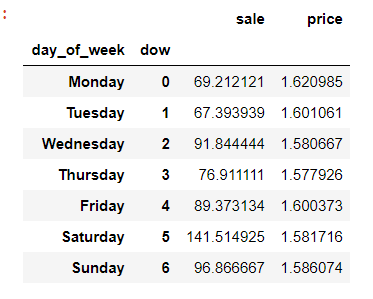 :
sale price
day_of_week dow
Monday 0 69.212121 1.620985
Tuesday 1 67.393939 1.601061
Wednesday 2 91.844444 1.580667
Thursday 3 76.911111 1.577926
Friday 4 89.373134 1.600373
Saturday 5 141.514925 1.581716
Sunday 6 96.866667 1.586074